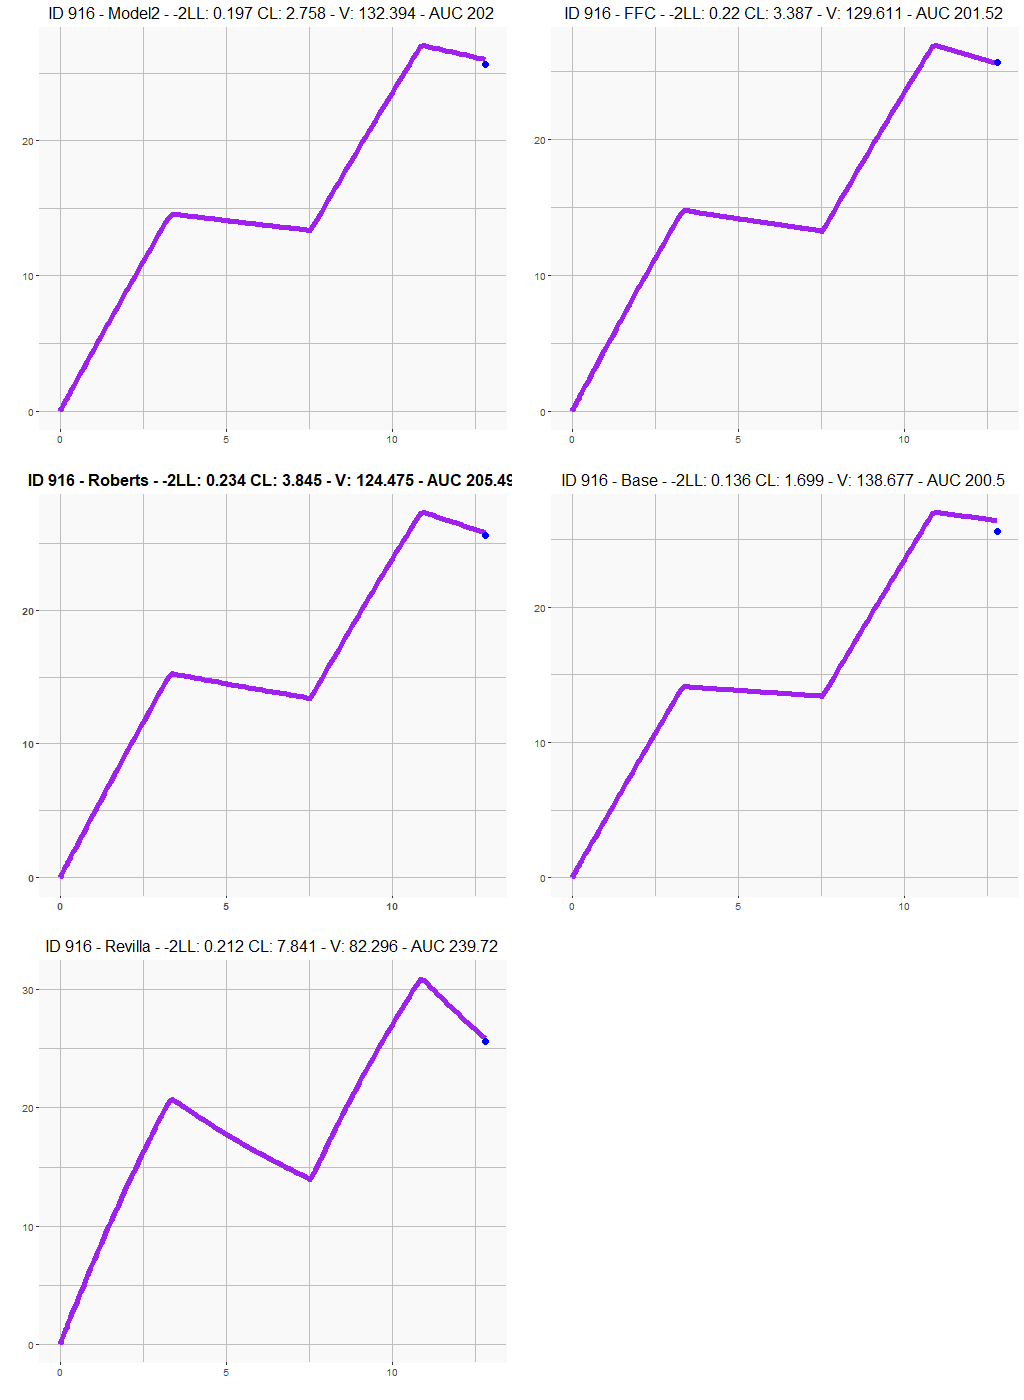 ID 916 - Model2 - -2LL: 0.197 CL: 2.758 - V: 132.394 - AUC 202
20
10
0
0 5 10
ID 916 - FFC - -2LL: 0.22 CL: 3.387 - V: 129.611 - AUC 201.52
20
10
0
0 5 10
ID 916 - Roberts - -2LL: 0.234 CL: 3.845 - V: 124.475 - AUC 205.49
20
10
0
0 5 10
ID 916 - Base - -2LL: 0.136 CL: 1.699 - V: 138.677 - AUC 200.5
20
10
0
0 5 10
ID 916 - Revilla - -2LL: 0.212 CL: 7.841 - V: 82.296 - AUC 239.72
30
20
10
0
0 5 10